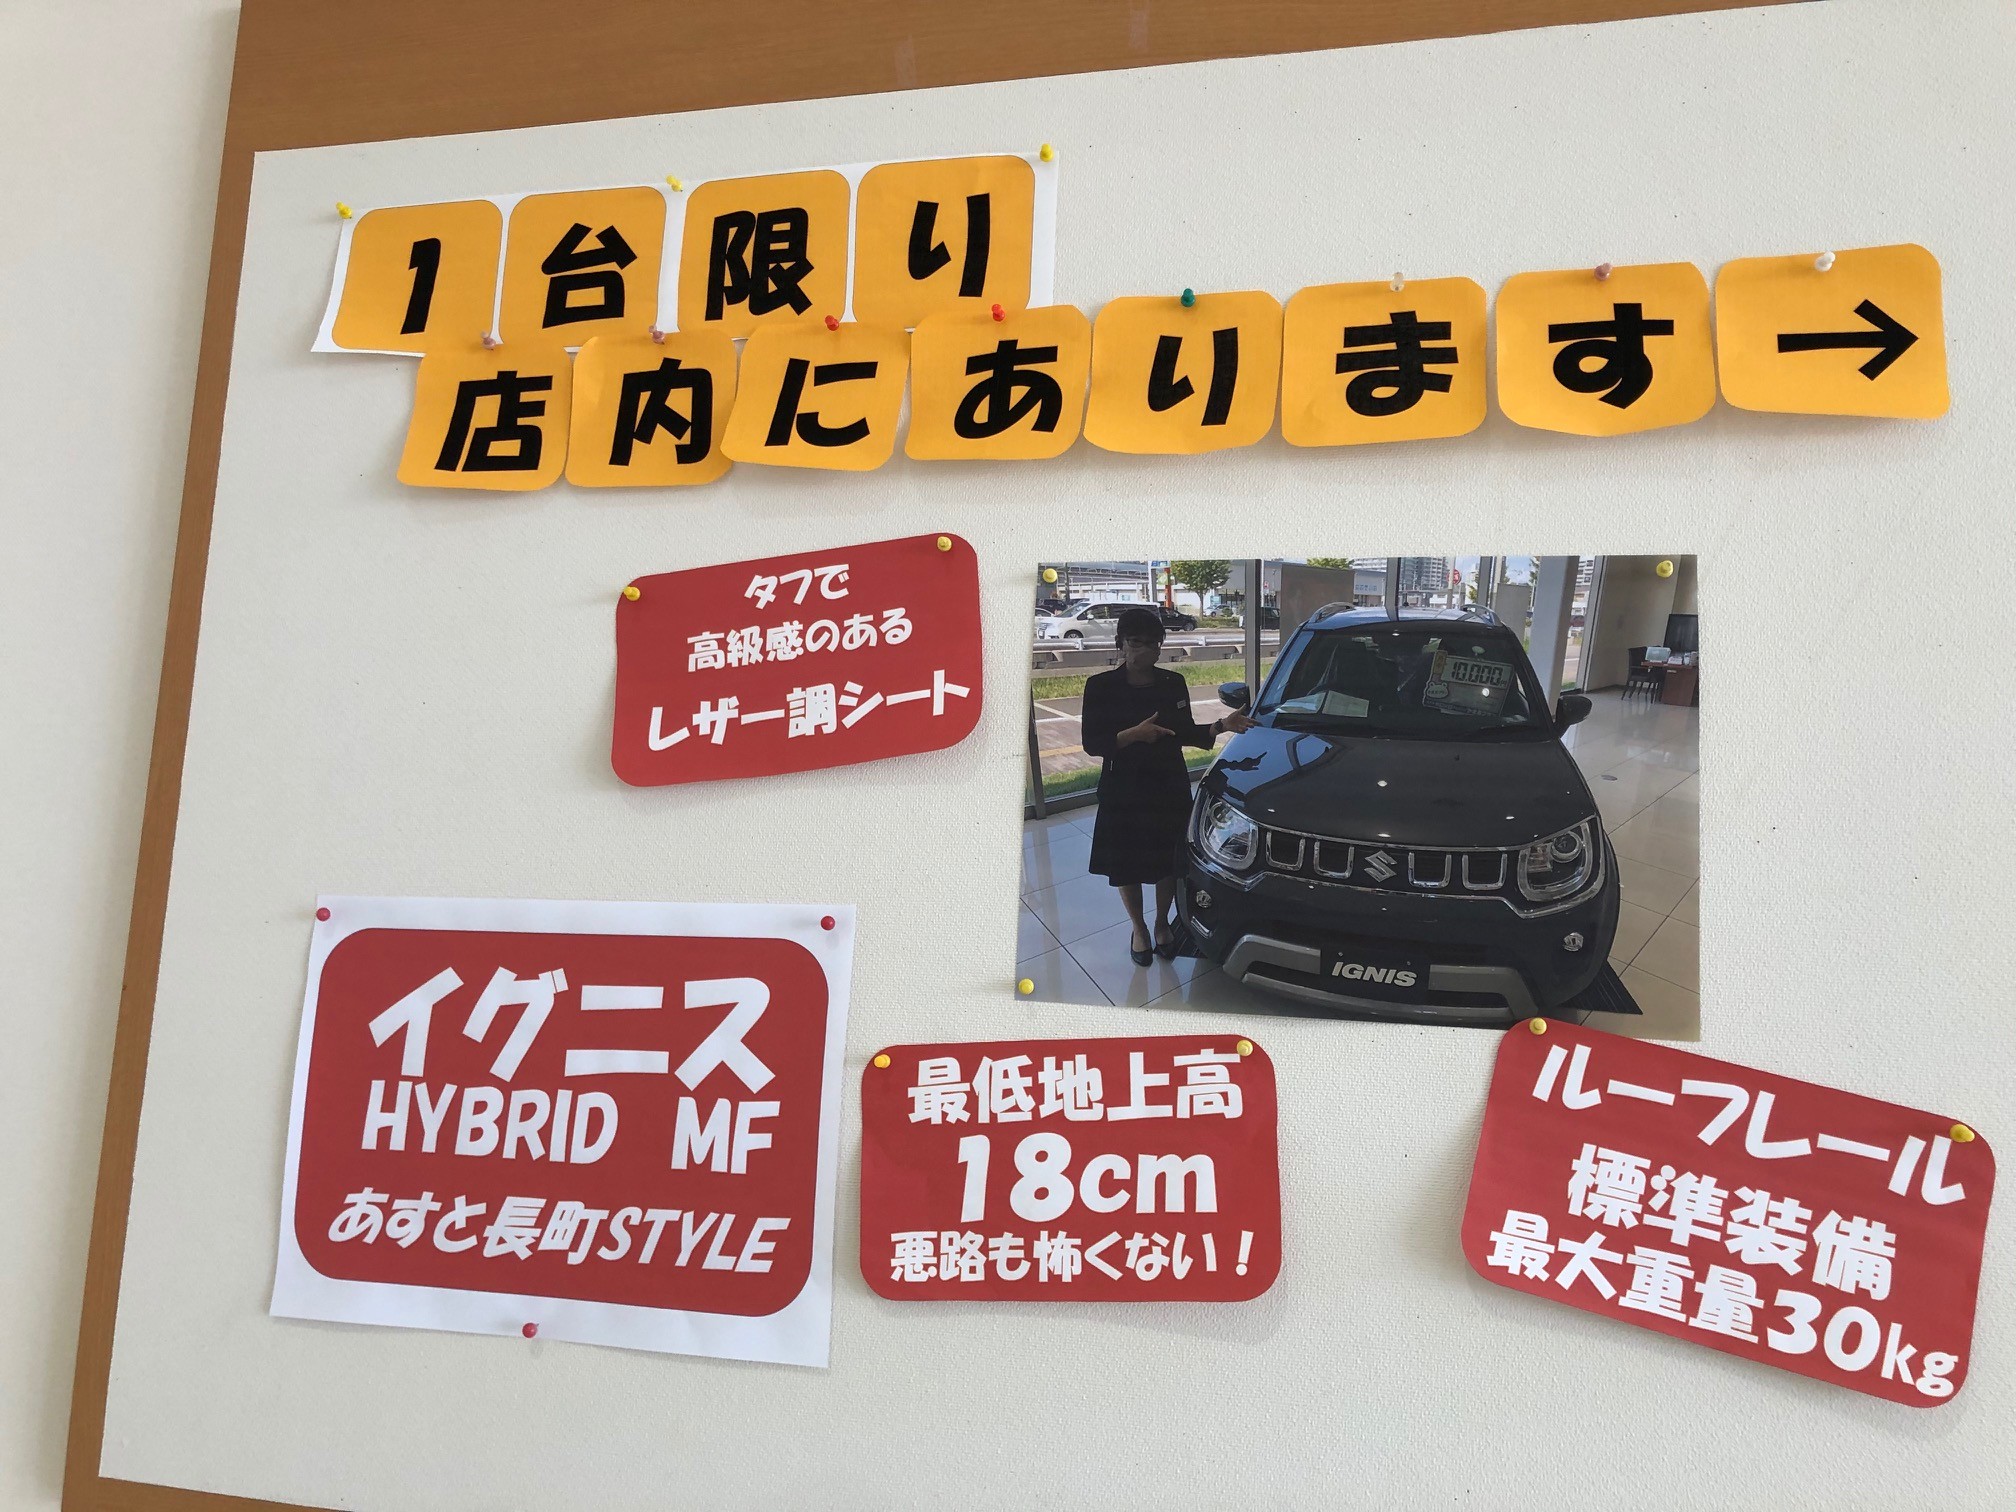 1台限り
店内にあります→
タフで
高級感のある
レザー調シート
10,000
IGNIS
イグニス
HYBRID MF
あすと長町STYLE
最低地上高
18cm
悪路も怖くない！
ルーフレール
標準装備
最大重量30kg